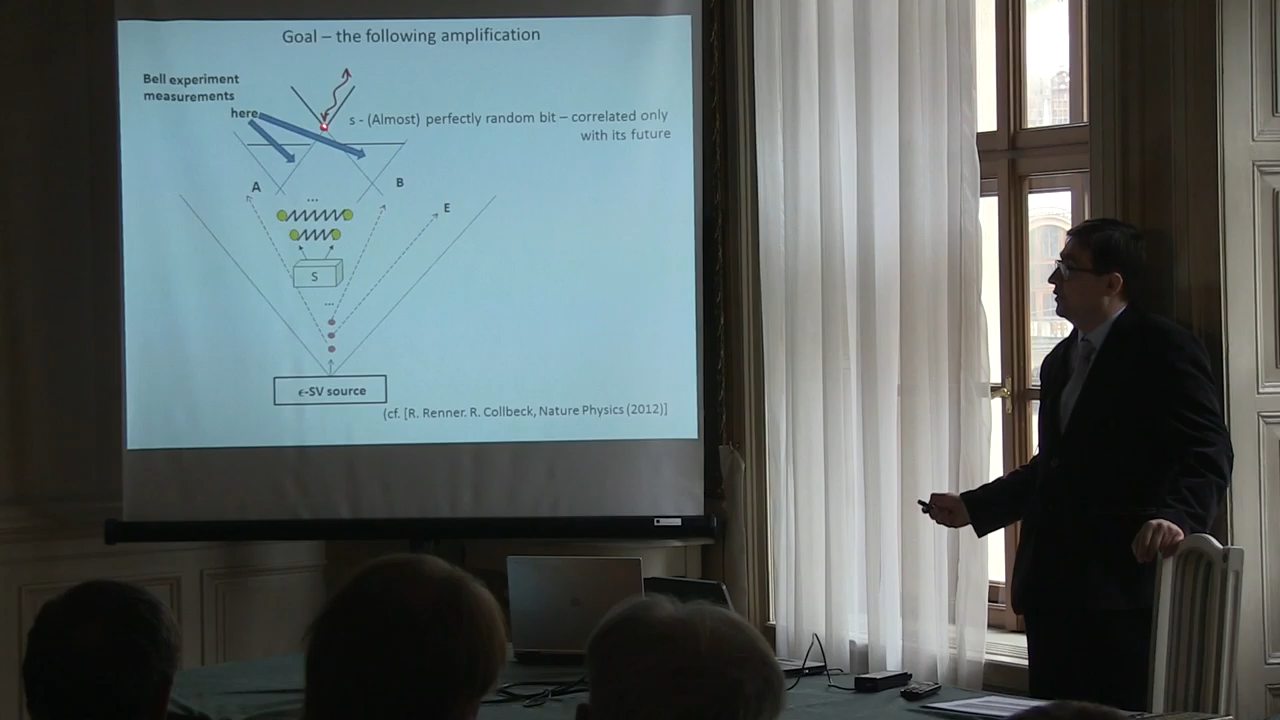 Goal – the following amplification
Bell experiment
measurements
here
s - (Almost) perfectly random bit – correlated only
with its future
A
B
...
E
S
...
ϵ-SV source
(cf. [R. Renner. R. Collbeck, Nature Physics (2012)]